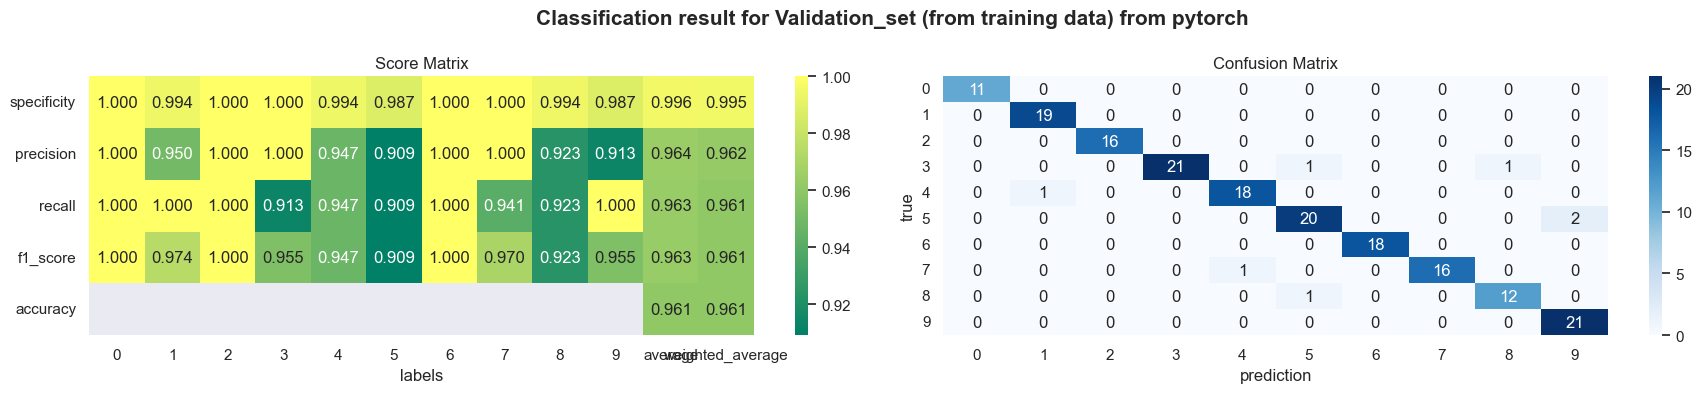 Classification result for Validation_set (from training data) from pytorch
Score Matrix
specificity 1.000 0.994 1.000 1.000 0.994 0.987 1.000 1.000 0.994 0.987 0.996 0.995
precision 1.000 0.950 1.000 1.000 0.947 0.909 1.000 1.000 0.923 0.913 0.964 0.962
recall 1.000 1.000 1.000 0.913 0.947 0.909 1.000 0.941 0.923 1.000 0.963 0.961
f1_score 1.000 0.974 1.000 0.955 0.947 0.909 1.000 0.970 0.923 0.955 0.963 0.961
accuracy 0.961 0.961
0 1 2 3 4 5 6 7 8 9 average weighted_average
labels
1.00
0.98
0.96
0.94
0.92
Confusion Matrix
true
0 11 0 0 0 0 0 0 0 0 0
1 0 19 0 0 0 0 0 0 0 0
2 0 0 16 0 0 0 0 0 0 0
3 0 0 0 21 0 1 0 0 1 0
4 0 1 0 0 18 0 0 0 0 0
5 0 0 0 0 0 20 0 0 0 2
6 0 0 0 0 0 0 18 0 0 0
7 0 0 0 0 1 0 0 16 0 0
8 0 0 0 0 0 1 0 0 12 0
9 0 0 0 0 0 0 0 0 0 21
0 1 2 3 4 5 6 7 8 9
prediction
20
15
10
5
0